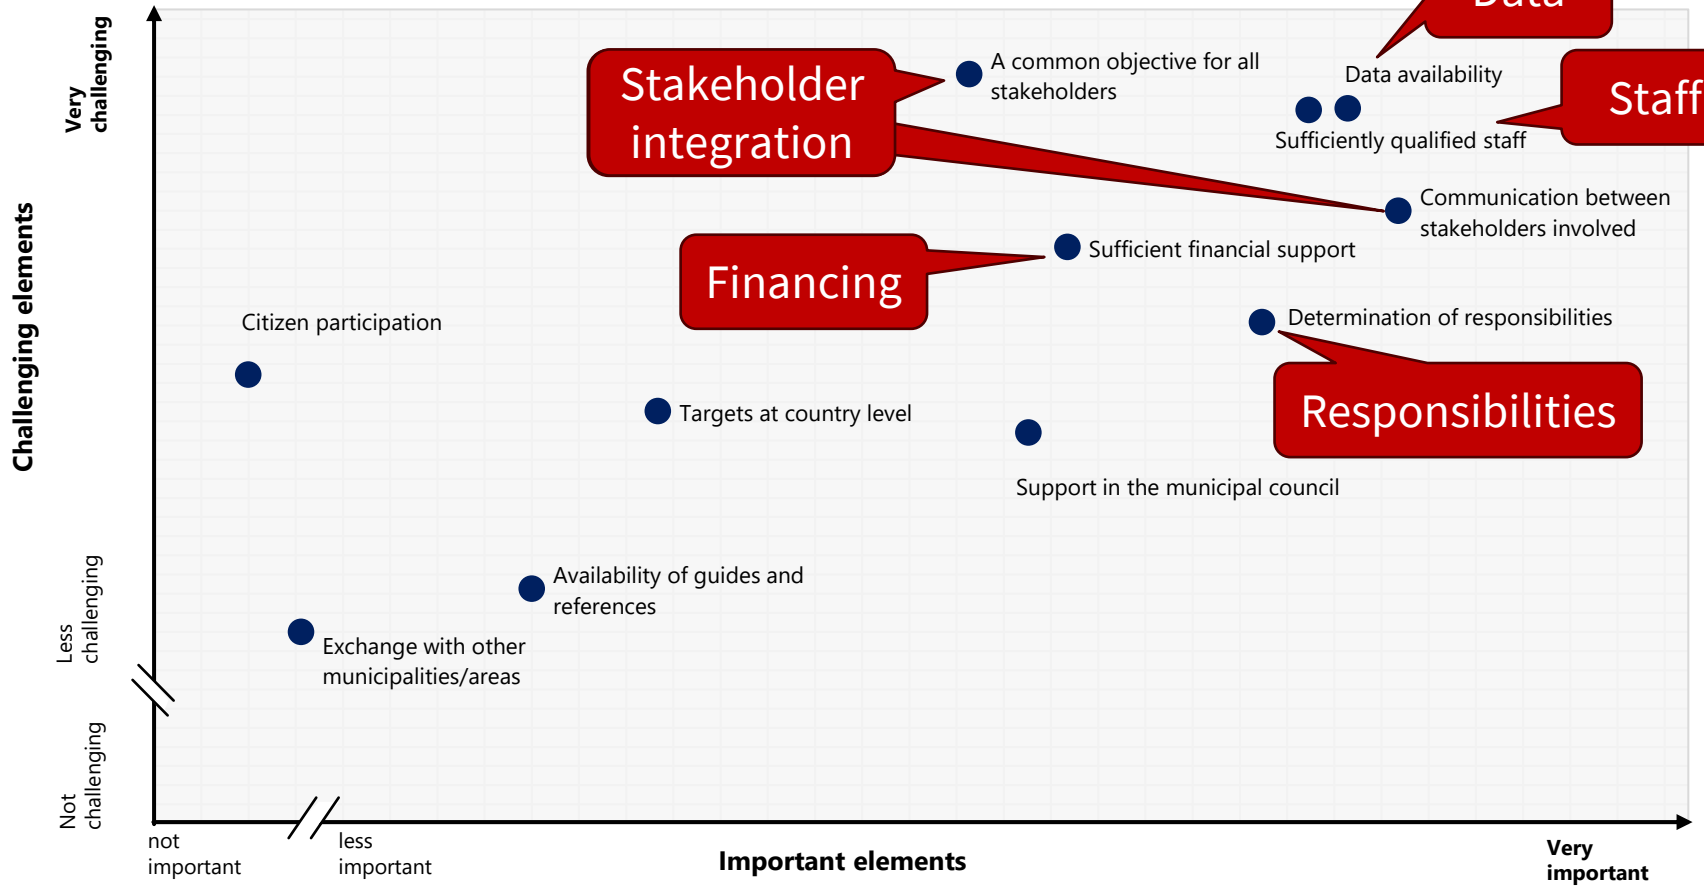 Data
Very
challenging
Stakeholder
integration
A common objective for all
stakeholders
Data availability
Staff
Sufficiently qualified staff
Communication between
stakeholders involved
Sufficient financial support
Financing
Challenging elements
Citizen participation
Determination of responsibilities
Targets at country level
Responsibilities
Support in the municipal council
Less
challenging
Availability of guides and
references
Exchange with other
municipalities/areas
Not
challenging
not
important
less
important
Important elements
Very
important